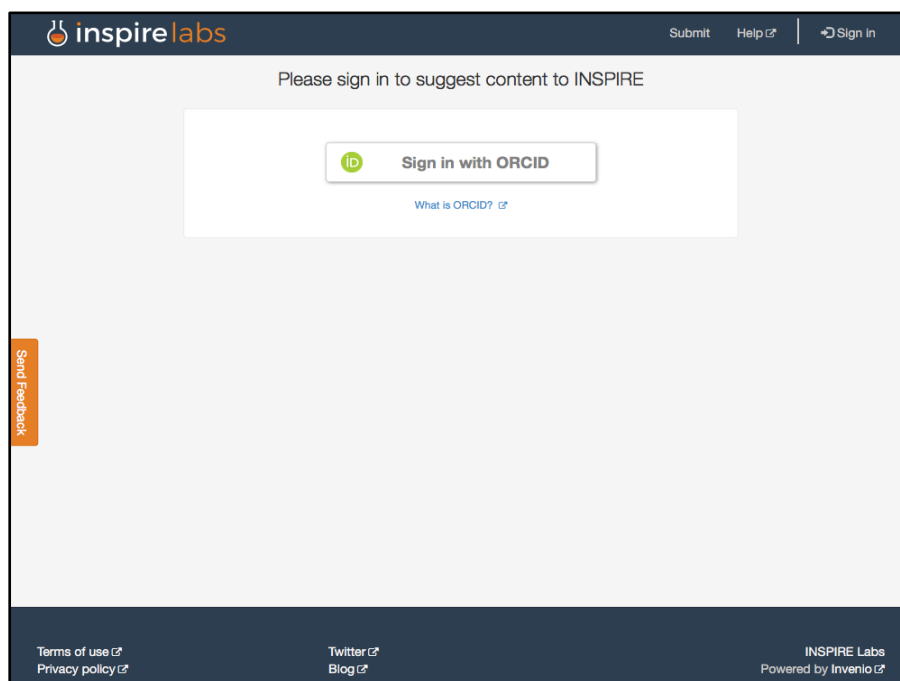 inspirelabs
Submit Help Sign in
Please sign in to suggest content to INSPIRE
iD Sign in with ORCID
What is ORCID?
Send Feedback
Terms of use Twitter INSPIRE Labs
Privacy policy Blog Powered by Invenio